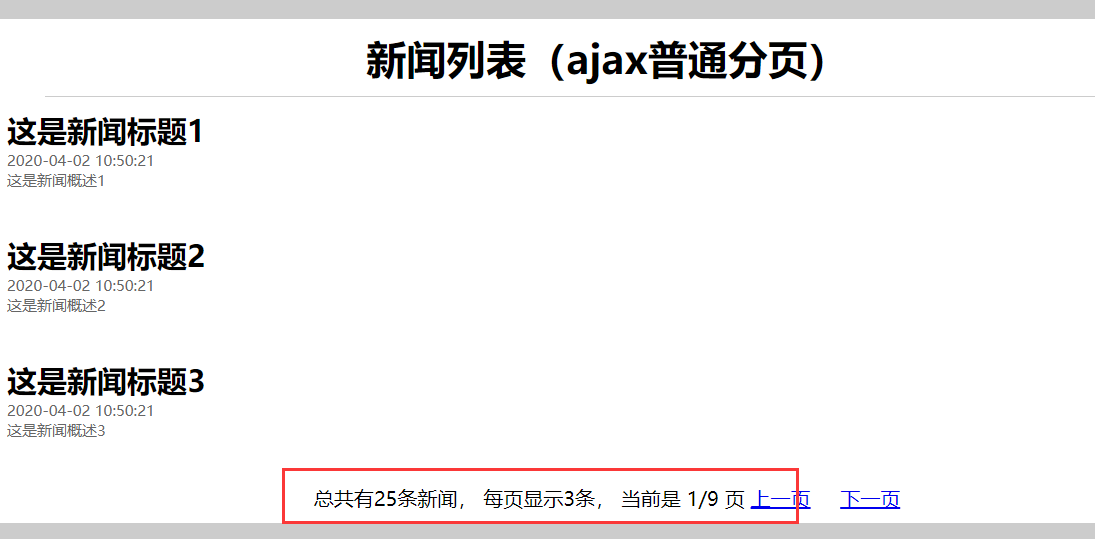 新闻列表（ajax普通分页）
这是新闻标题1
2020-04-02 10:50:21
这是新闻概述1
这是新闻标题2
2020-04-02 10:50:21
这是新闻概述2
这是新闻标题3
2020-04-02 10:50:21
这是新闻概述3
总共有25条新闻， 每页显示3条， 当前是 1/9 页 上一页 下一页